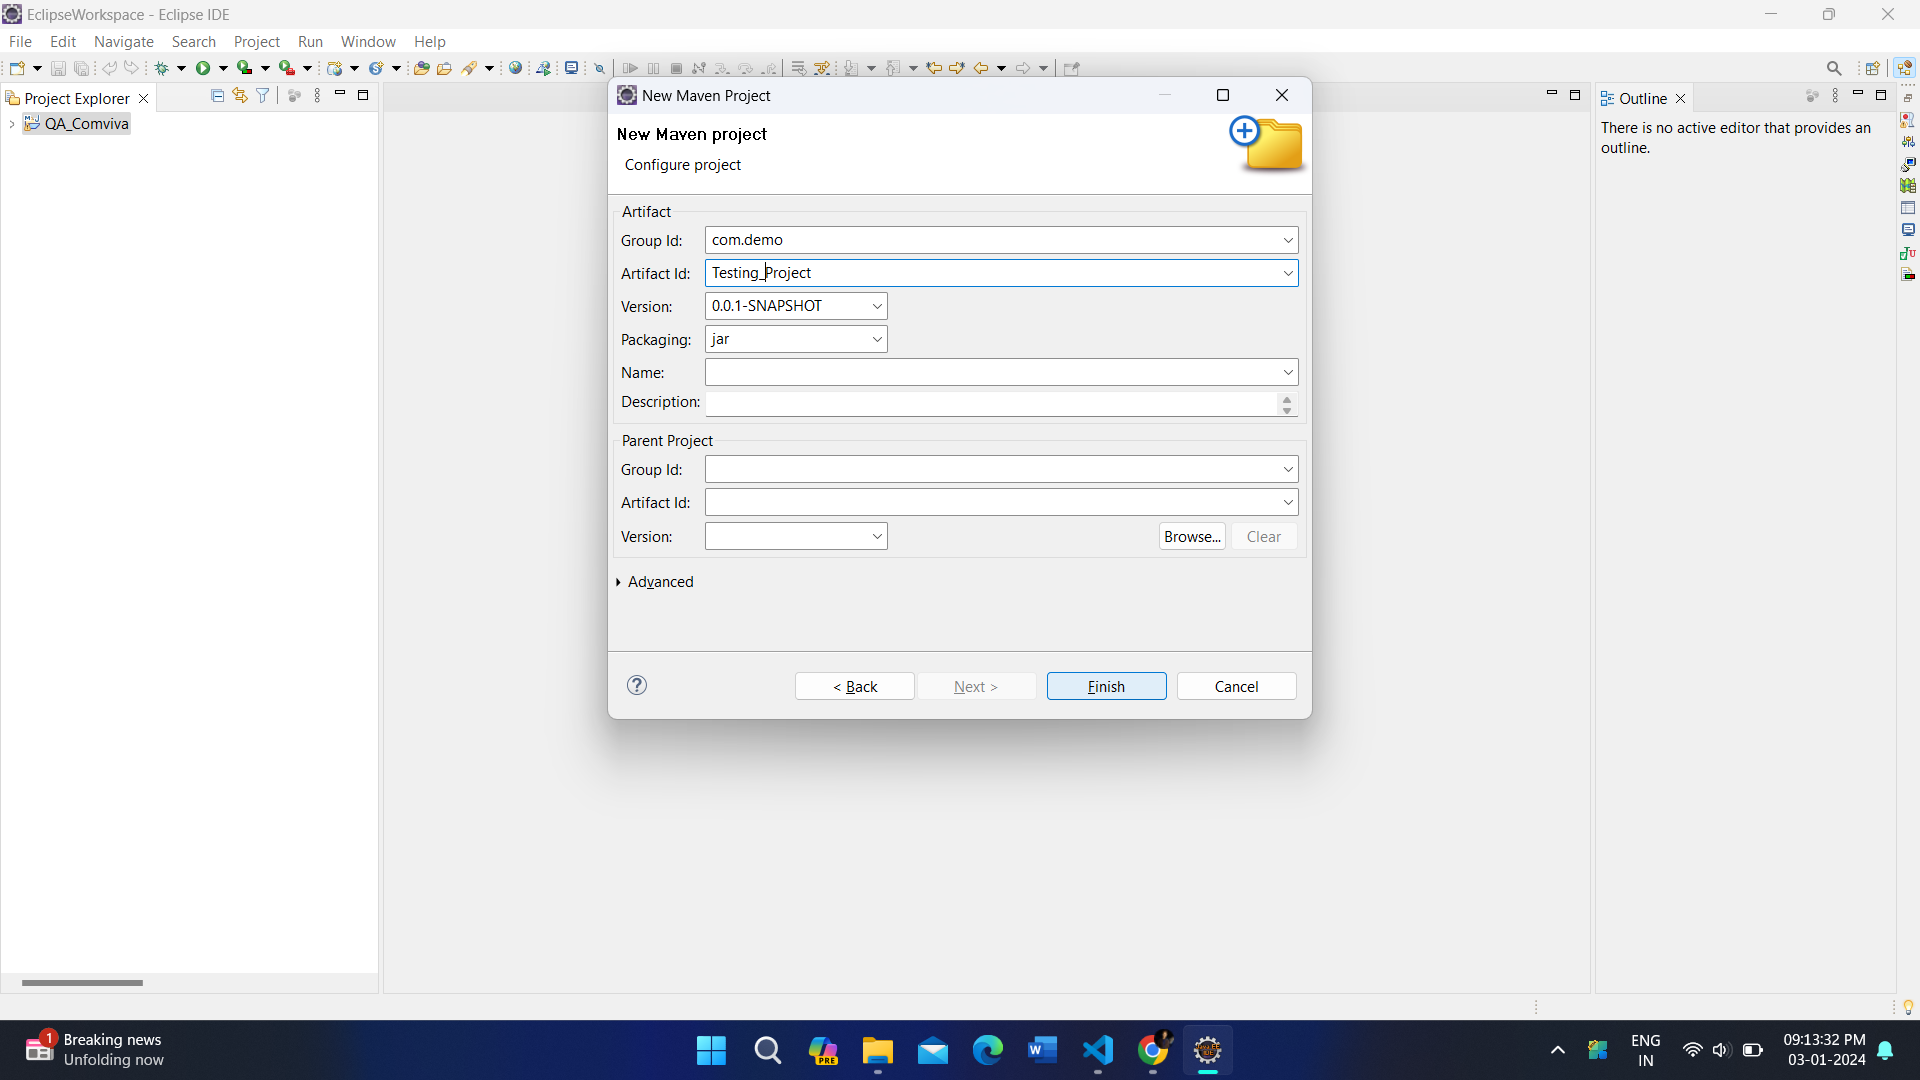 EclipseWorkspace - Eclipse IDE
File Edit Navigate Search Project Run Window Help
Project Explorer
QA_Comviva
New Maven Project
New Maven project
Configure project
Artifact
Group Id: com.demo
Artifact Id: Testing_Project
Version: 0.0.1-SNAPSHOT
Packaging: jar
Name:
Description:
Parent Project
Group Id:
Artifact Id:
Version:
Browse... Clear
Advanced
< Back Next > Finish Cancel
Outline
There is no active editor that provides an
outline.
1
Breaking news
Unfolding now
PRE
ENG
IN
09:13:32 PM
03-01-2024